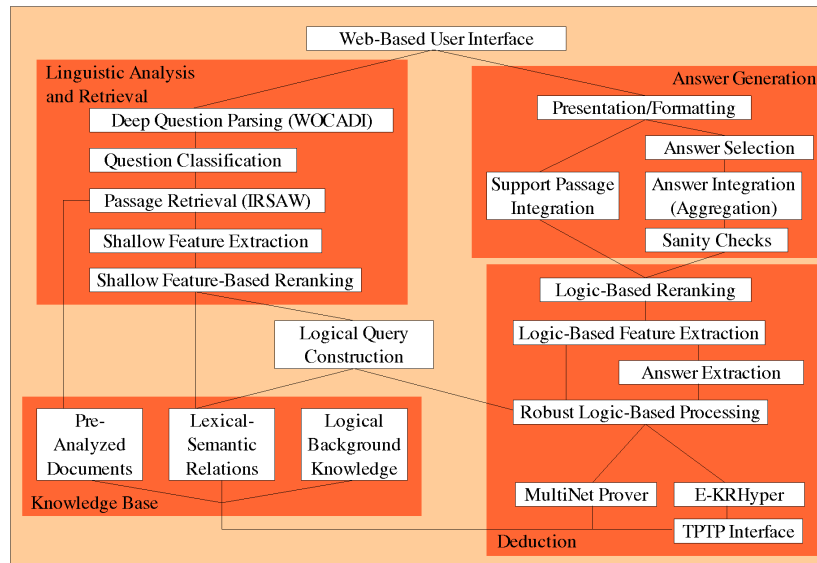 Web-Based User Interface
Linguistic Analysis
and Retrieval
Deep Question Parsing (WOCADI)
Question Classification
Passage Retrieval (IRSAW)
Shallow Feature Extraction
Shallow Feature-Based Reranking
Answer Generation
Presentation/Formatting
Answer Selection
Support Passage
Integration
Answer Integration
(Aggregation)
Sanity Checks
Logical Query
Construction
Logic-Based Reranking
Logic-Based Feature Extraction
Answer Extraction
Robust Logic-Based Processing
MultiNet Prover
E-KRHyper
TPTP Interface
Deduction
Pre-
Analyzed
Documents
Lexical-
Semantic
Relations
Logical
Background
Knowledge
Knowledge Base